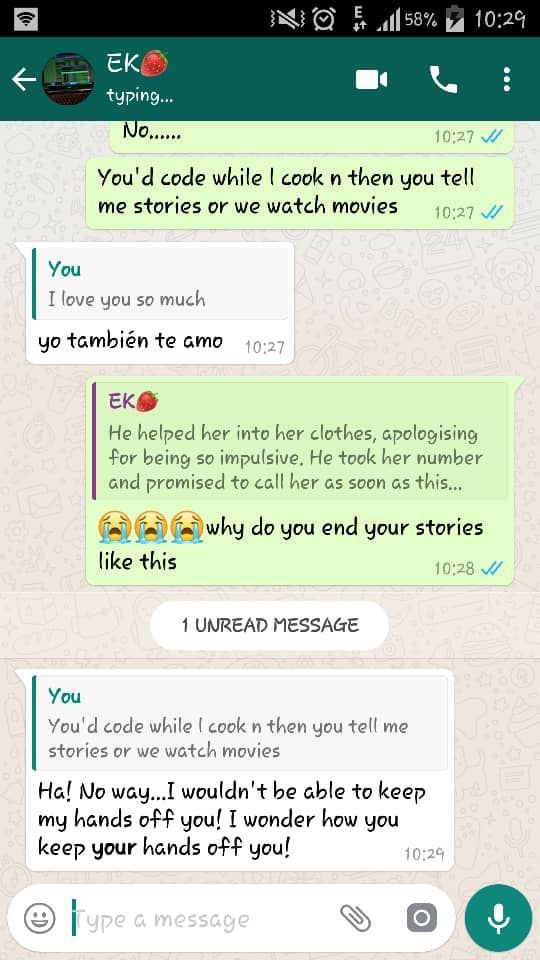 E 58% 10:29
EK🍓
typing...
No...... 10:27
You'd code while I cook n then you tell
me stories or we watch movies 10:27
You
I love you so much
yo también te amo 10:27
EK🍓
He helped her into her clothes, apologising
for being so impulsive. He took her number
and promised to call her as soon as this...
😭😭😭why do you end your stories
like this 10:28
1 UNREAD MESSAGE
You
You'd code while I cook n then you tell me
stories or we watch movies
Ha! No way...I wouldn't be able to keep
my hands off you! I wonder how you
keep your hands off you! 10:29
Type a message